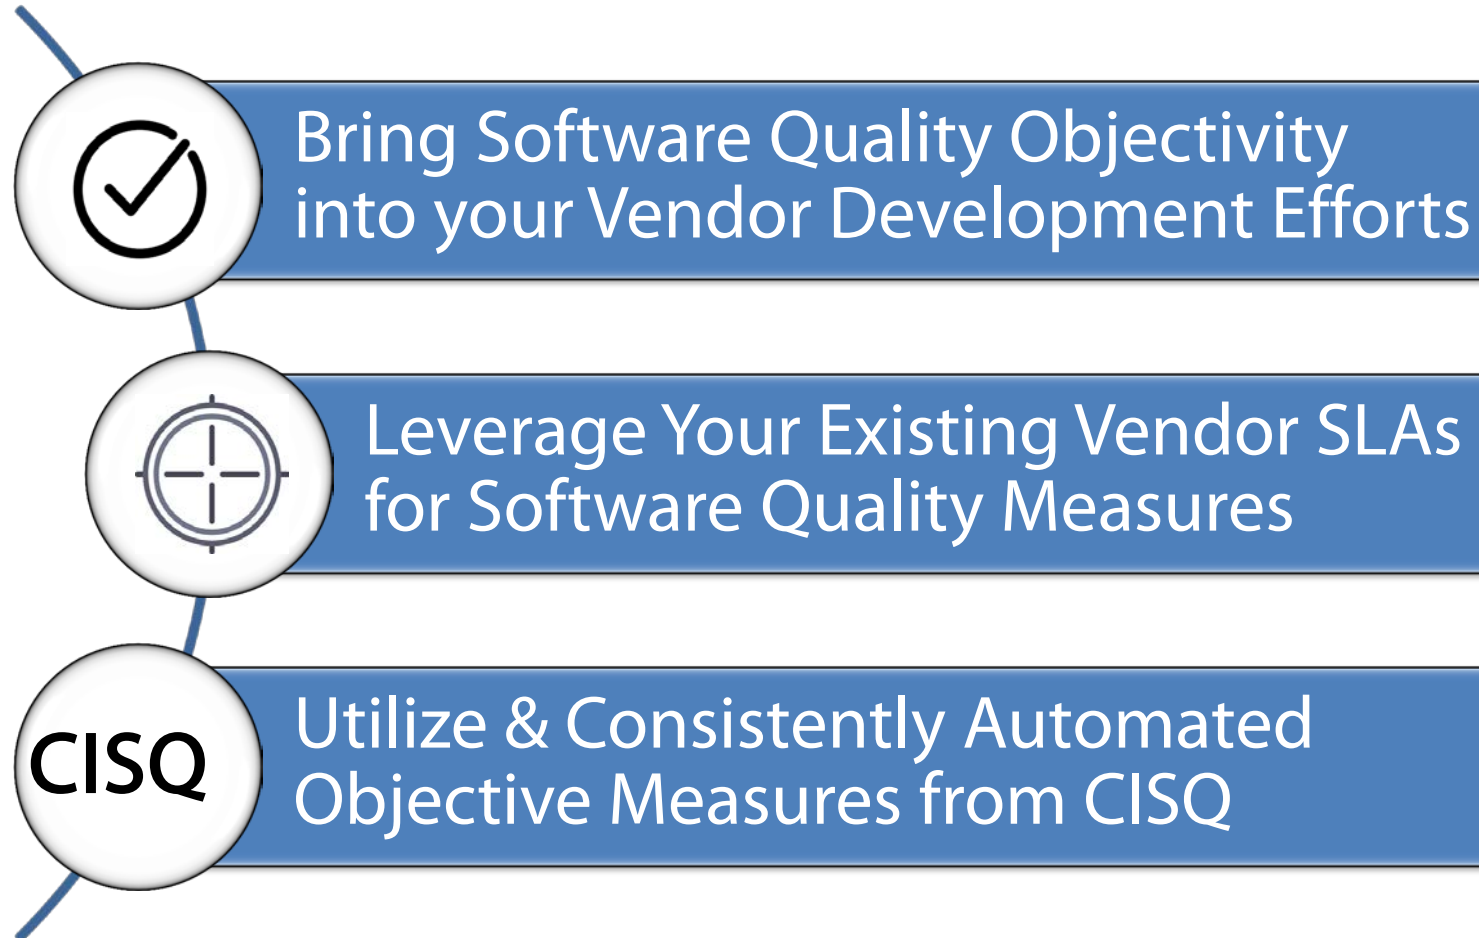 Bring Software Quality Objectivity
into your Vendor Development Efforts
Leverage Your Existing Vendor SLAs
for Software Quality Measures
CISQ
Utilize & Consistently Automated
Objective Measures from CISQ